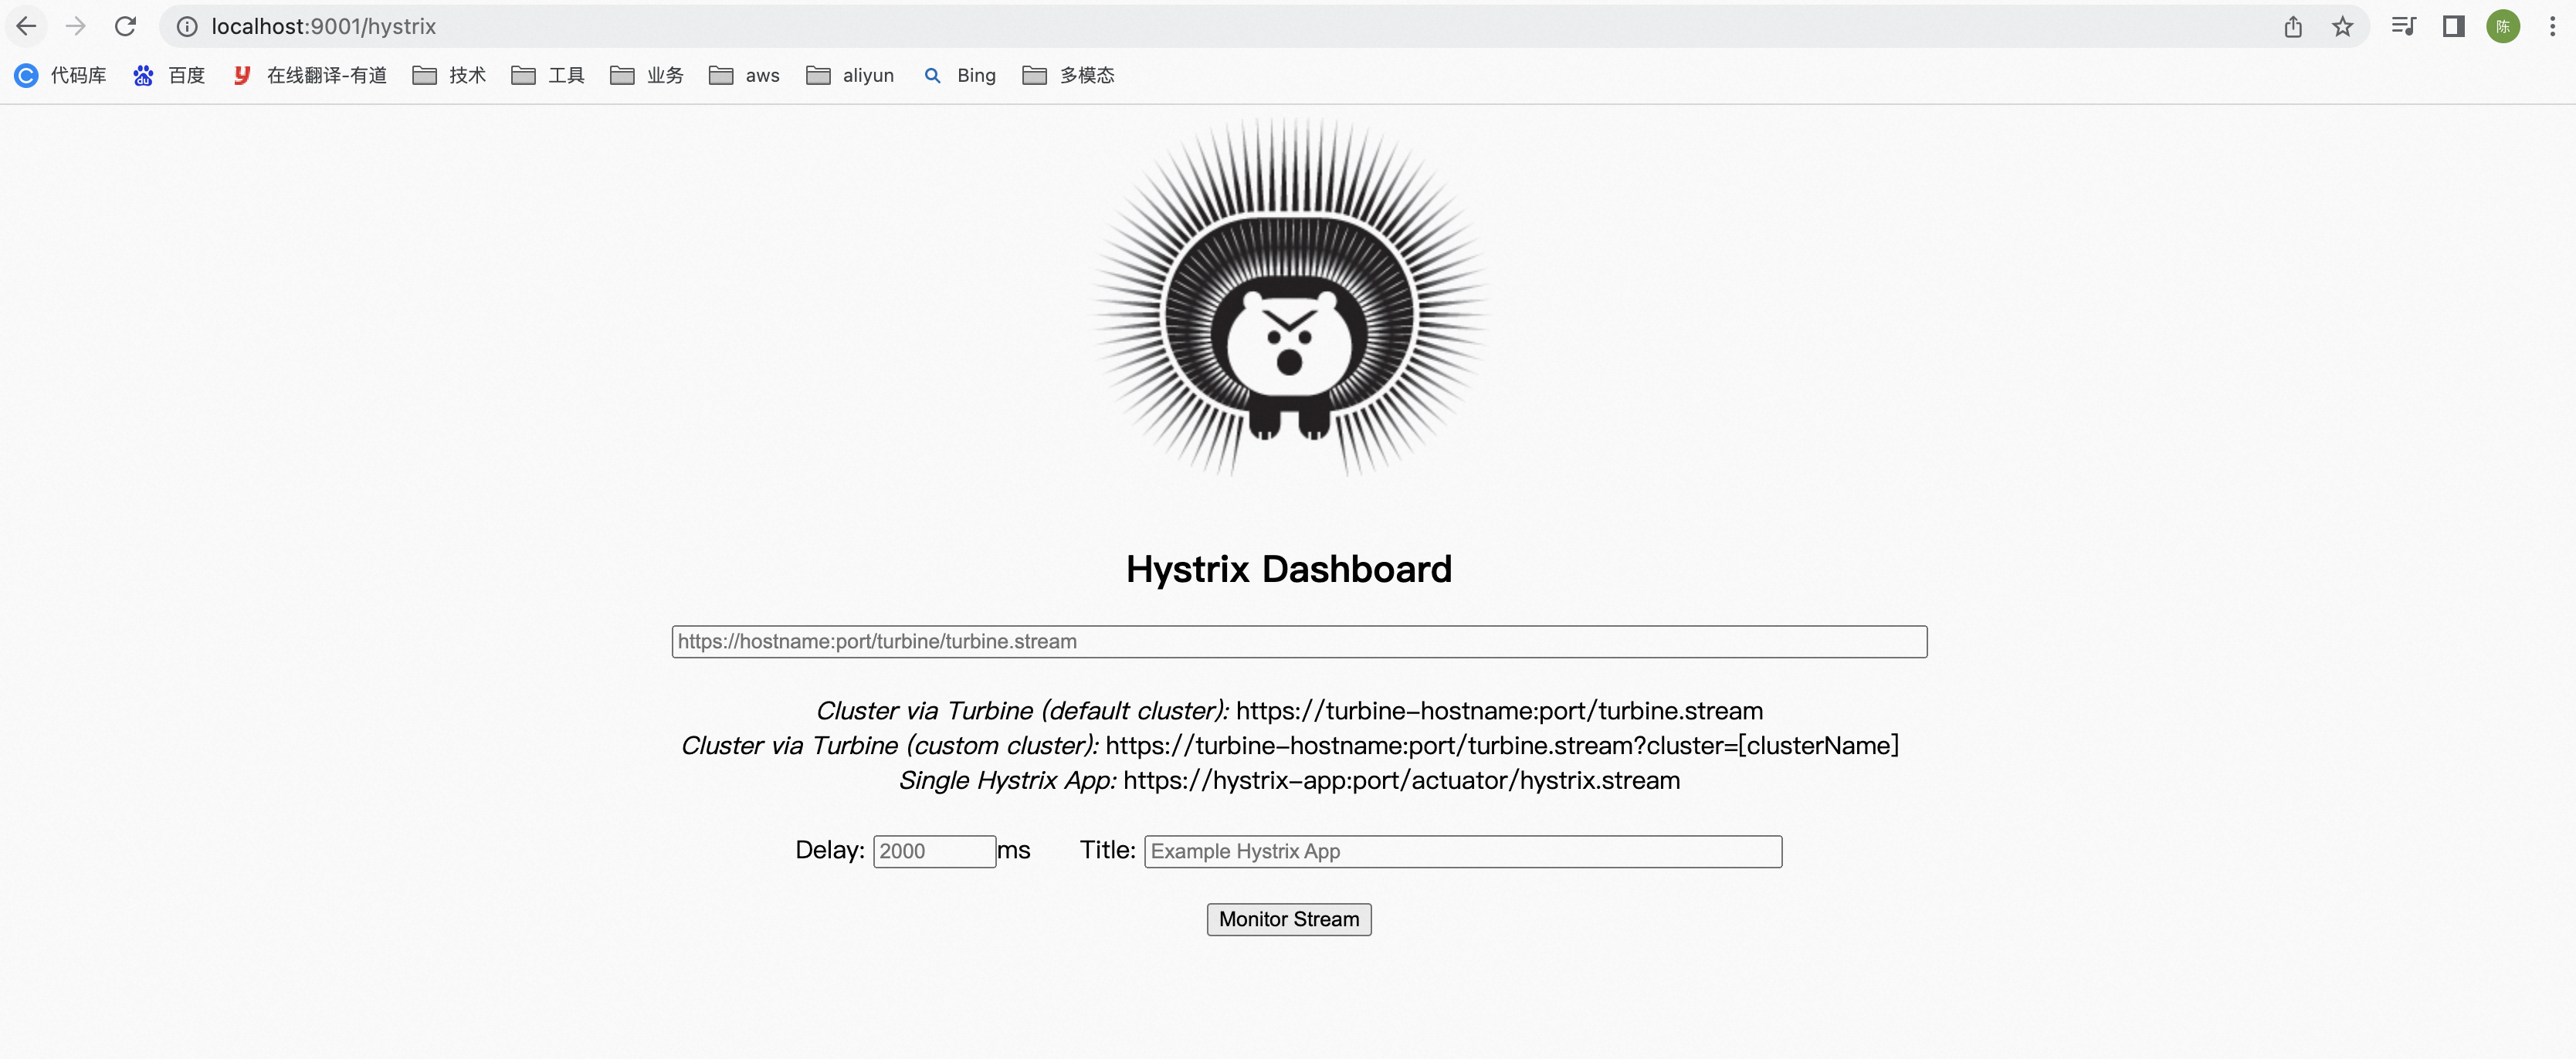 localhost:9001/hystrix
陈
代码库 百度 在线翻译-有道 技术 工具 业务 aws aliyun Bing 多模态
Hystrix Dashboard
https://hostname:port/turbine/turbine.stream
Cluster via Turbine (default cluster): https://turbine-hostname:port/turbine.stream
Cluster via Turbine (custom cluster): https://turbine-hostname:port/turbine.stream?cluster=[clusterName]
Single Hystrix App: https://hystrix-app:port/actuator/hystrix.stream
Delay: 2000 ms Title: Example Hystrix App
Monitor Stream